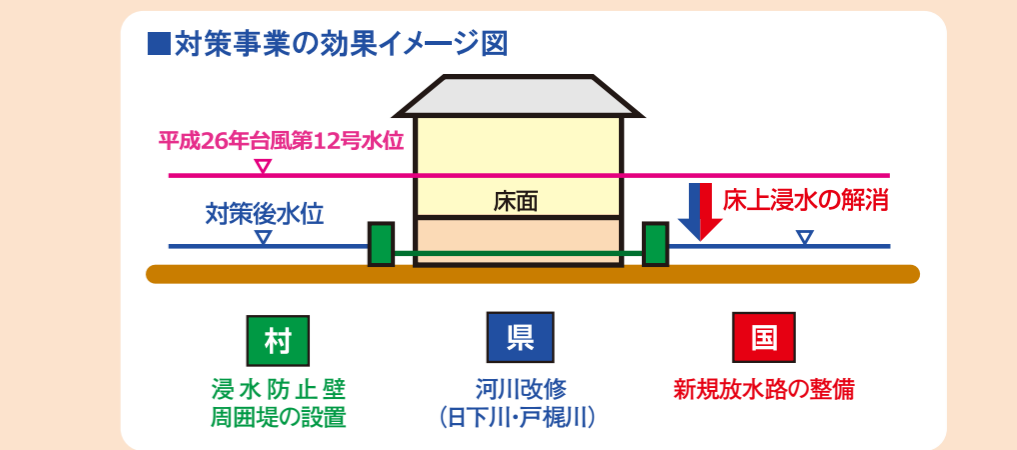 ■対策事業の効果イメージ図
平成26年台風第12号水位
床面
床上浸水の解消
対策後水位
村
浸水防止壁
周囲堤の設置
県
河川改修
(日下川・戸梶川)
国
新規放水路の整備